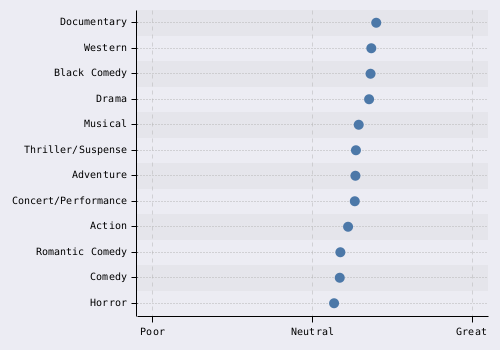 Documentary
Western
Black Comedy
Drama
Musical
Thriller/Suspense
Adventure
Concert/Performance
Action
Romantic Comedy
Comedy
Horror
Poor Neutral Great